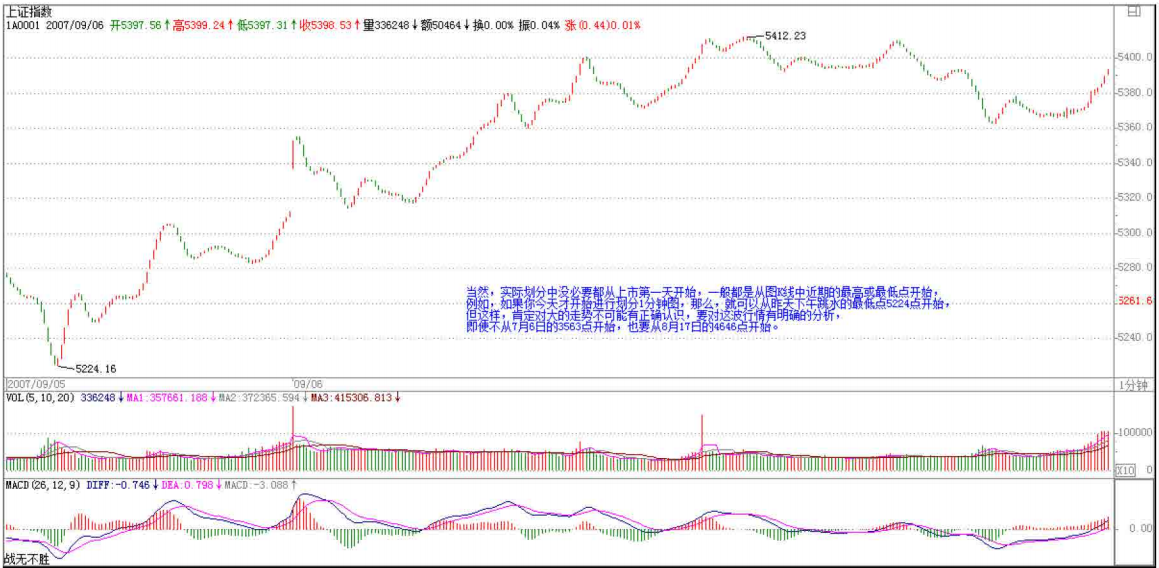 上证指数
1A0001 2007/09/06 开5397.56↑高5399.24↑低5397.31↑收5398.53↑量336248↓额50464↓换0.00% 振0.04% 涨(0.44)0.01%
5412.23
5400.0
5380.0
5360.0
5340.0
5320.0
5300.0
5280.0
5261.6
5240.0
当然，实际划分中没必要都从上市第一天开始，一般都是从图K线中近期的最高或最低点开始，
例如，如果你今天才开始进行划分1分钟图，那么，就可以从昨天下午跳水的最低点5224点开始，
但这样，肯定对大的走势不可能有正确认识，要对这波行情有明确的分析，
即使不从7月6日的3563点开始，也要从8月17日的4646点开始。
5224.16
2007/09/05
09/06
1分钟
VOL(5,10,20) 336248↓MA1:357661.188↓MA2:372365.594↓MA3:415306.813↓
100000
X10
0
MACD(26,12,9) DIFF:-0.746↓DEA:0.798↓MACD:-3.088↑
0.00
战无不胜